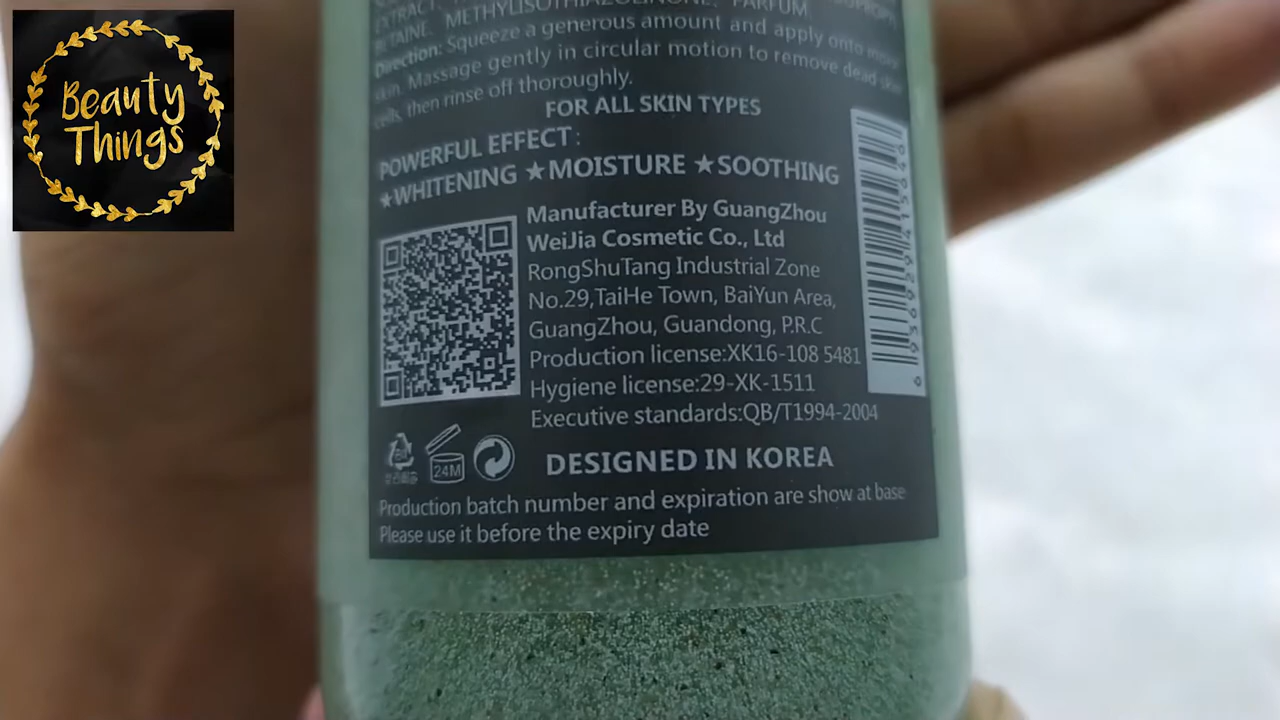 Beauty
Things
EXTRACT,
BETAINE, METHYLISOTHIAZOLINONE, PARFUM
Direction: Squeeze a generous amount and apply onto moist
skin. Massage gently in circular motion to remove dead skin
cells, then rinse off thoroughly.
FOR ALL SKIN TYPES
POWERFUL EFFECT:
★WHITENING ★MOISTURE ★SOOTHING
Manufacturer By GuangZhou
WeiJia Cosmetic Co., Ltd
RongShuTang Industrial Zone
No.29,TaiHe Town, BaiYun Area,
GuangZhou, Guandong, P.R.C
Production license:XK16-108 5481
Hygiene license:29-XK-1511
Executive standards:QB/T1994-2004
24M
DESIGNED IN KOREA
Production batch number and expiration are show at base
Please use it before the expiry date